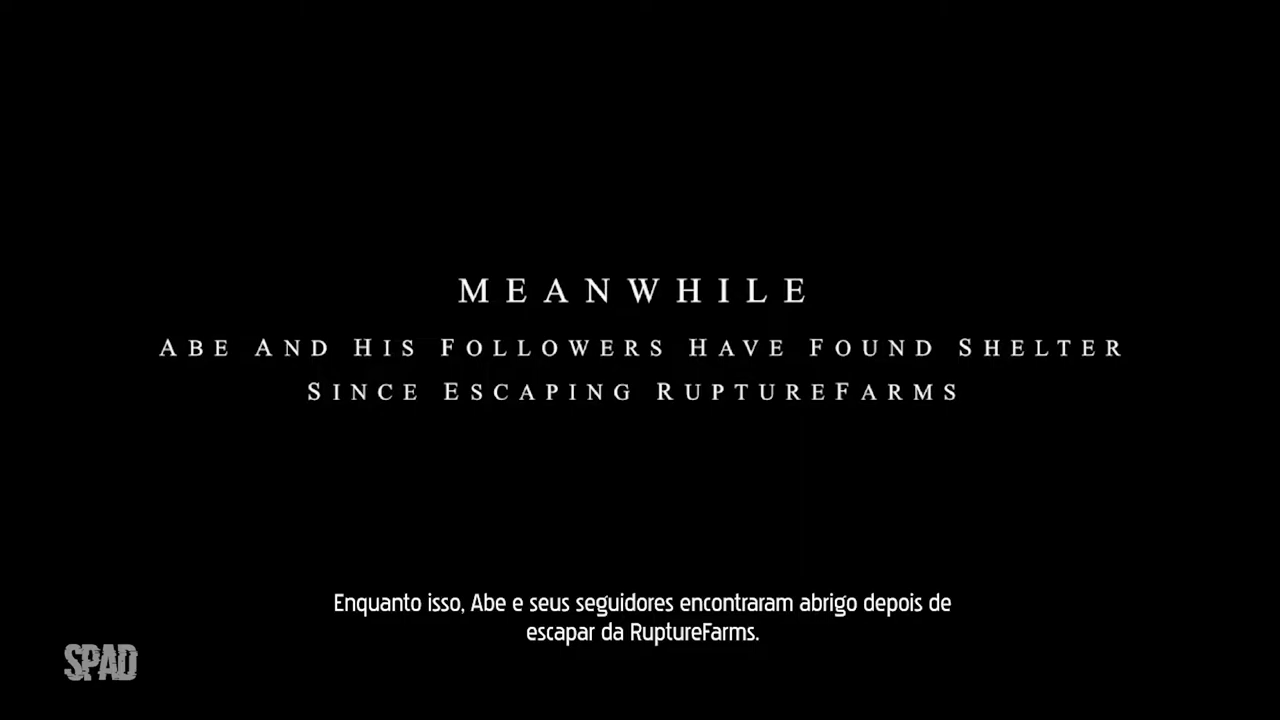 MEANWHILE
ABE AND HIS FOLLOWERS HAVE FOUND SHELTER
SINCE ESCAPING RUPTUREFARMS
Enquanto isso, Abe e seus seguidores encontraram abrigo depois de
escapar da RuptureFarms.
SPAD